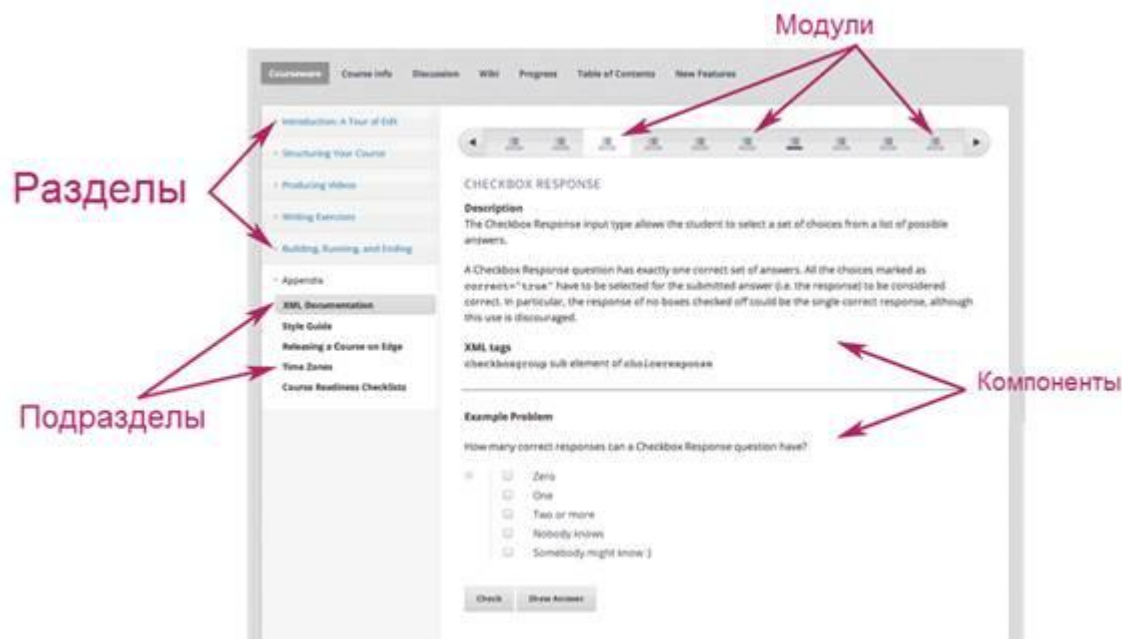 Модули
Courseware Course Info Discussion Wiki Progress Table of Contents New Features
Introduction: A Tour of Edit
Structuring Your Course
Producing Videos
Writing Exercises
Building, Running, and Ending
Appendix
XML Documentation
Style Guide
Releasing a Course on Edge
Time Zones
Course Readiness Checklists
Разделы
Подразделы
CHECKBOX RESPONSE
Description
The Checkbox Response input type allows the student to select a set of choices from a list of possible
answers.
A Checkbox Response question has exactly one correct set of answers. All the choices marked as
correct="true" have to be selected for the submitted answer (i.e. the response) to be considered
correct. In particular, the response of no boxes checked off could be the single correct response, although
this use is discouraged.
XML tags
checkboxgroup sub element of choiceresponse
Компоненты
Example Problem
How many correct responses can a Checkbox Response question have?
Zero
One
Two or more
Nobody knows
Somebody might know :)
Check Show Answer